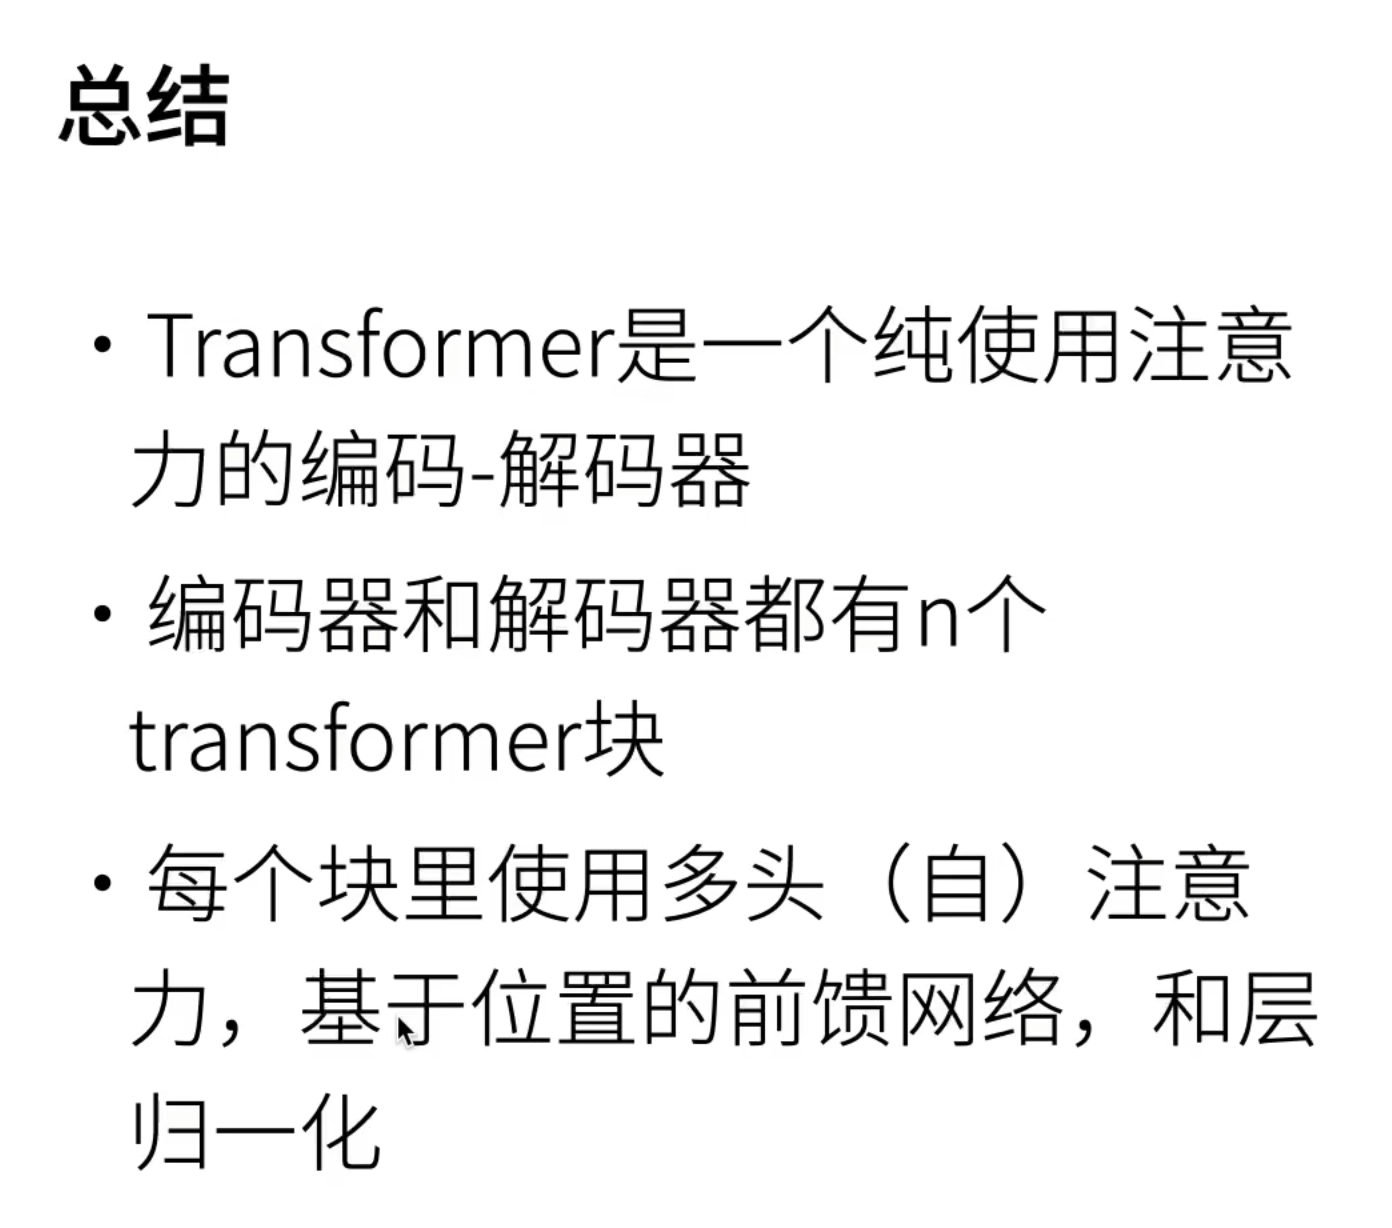 总结
• Transformer是一个纯使用注意
力的编码-解码器
• 编码器和解码器都有n个
transformer块
• 每个块里使用多头（自）注意
力，基于位置的前馈网络，和层
归一化